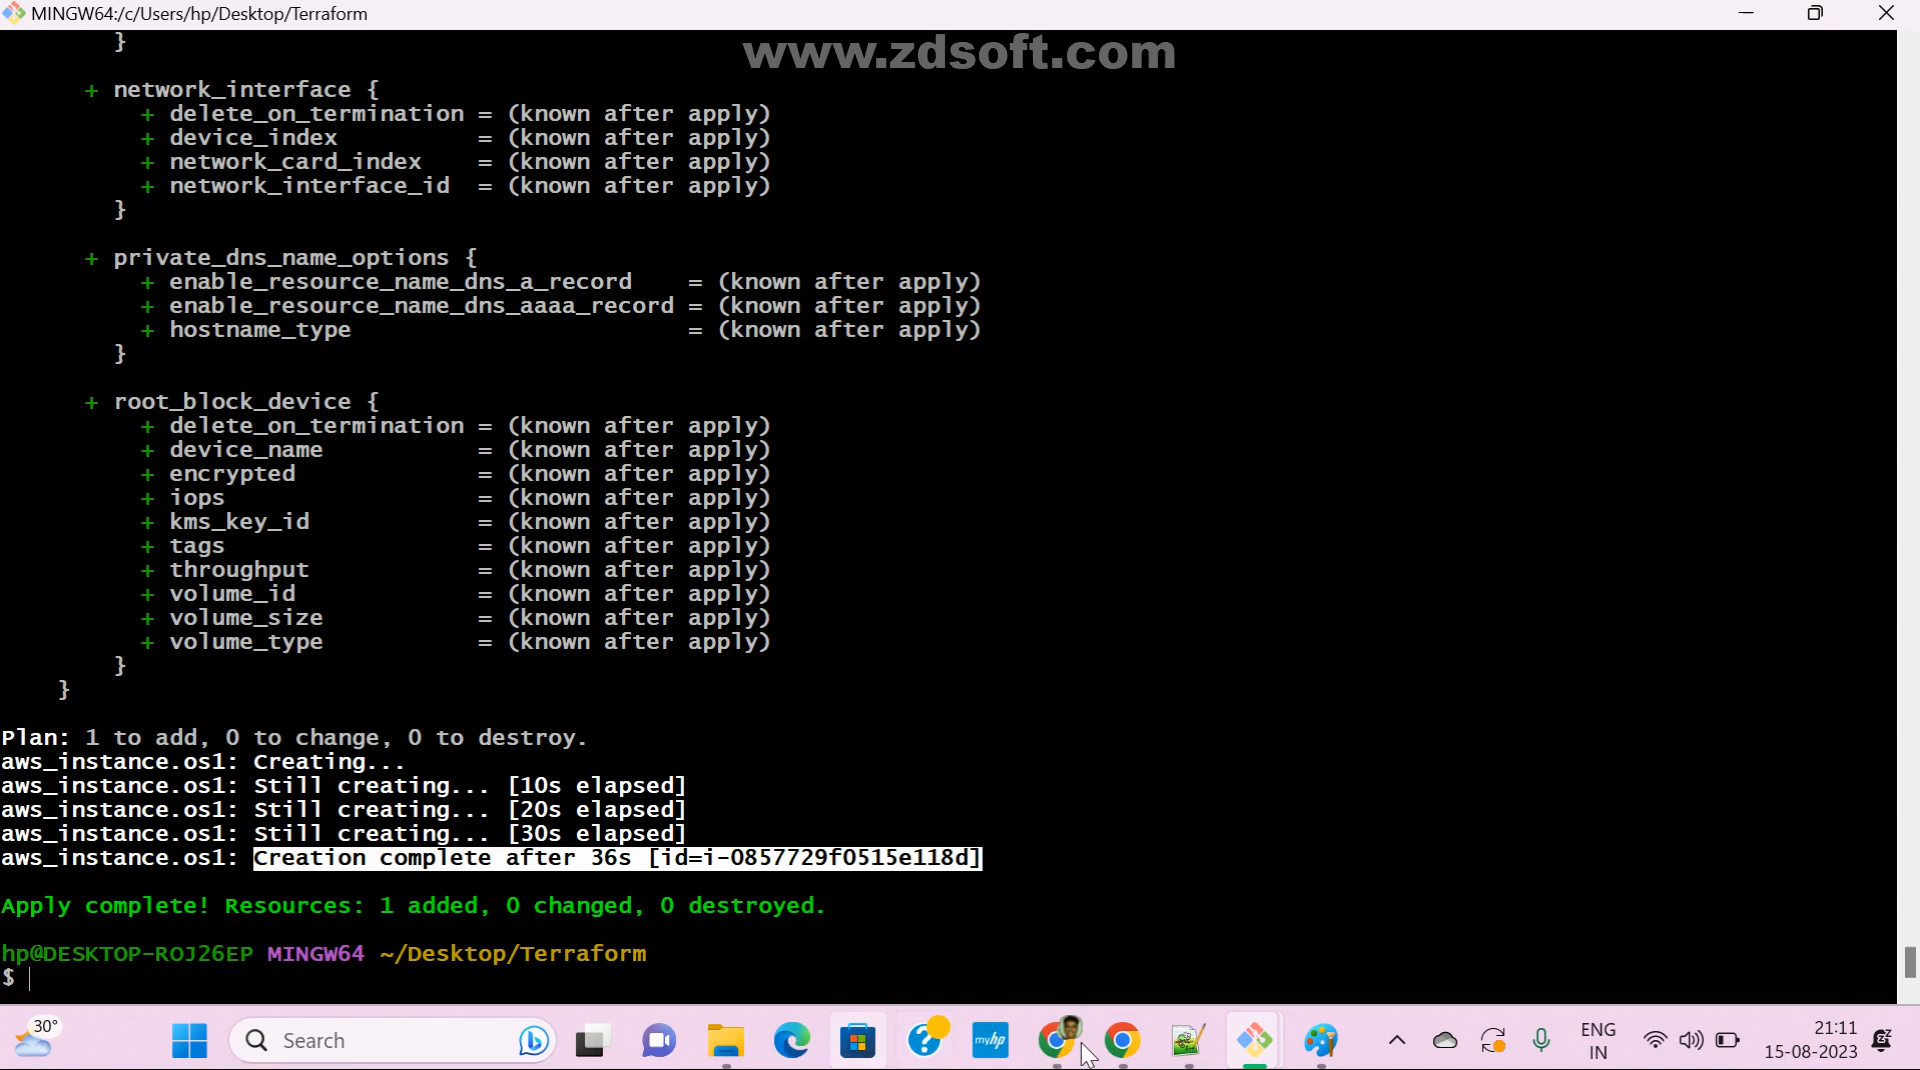 MINGW64:/c/Users/hp/Desktop/Terraform
www.zdsoft.com
}
+ network_interface {
+ delete_on_termination = (known after apply)
+ device_index = (known after apply)
+ network_card_index = (known after apply)
+ network_interface_id = (known after apply)
}
+ private_dns_name_options {
+ enable_resource_name_dns_a_record = (known after apply)
+ enable_resource_name_dns_aaaa_record = (known after apply)
+ hostname_type = (known after apply)
}
+ root_block_device {
+ delete_on_termination = (known after apply)
+ device_name = (known after apply)
+ encrypted = (known after apply)
+ iops = (known after apply)
+ kms_key_id = (known after apply)
+ tags = (known after apply)
+ throughput = (known after apply)
+ volume_id = (known after apply)
+ volume_size = (known after apply)
+ volume_type = (known after apply)
}
}
Plan: 1 to add, 0 to change, 0 to destroy.
aws_instance.os1: Creating...
aws_instance.os1: Still creating... [10s elapsed]
aws_instance.os1: Still creating... [20s elapsed]
aws_instance.os1: Still creating... [30s elapsed]
aws_instance.os1: Creation complete after 36s [id=i-0857729f0515e118d]
Apply complete! Resources: 1 added, 0 changed, 0 destroyed.
hp@DESKTOP-ROJ26EP MINGW64 ~/Desktop/Terraform
$
30°
Search
myhp
ENG
IN
21:11
15-08-2023